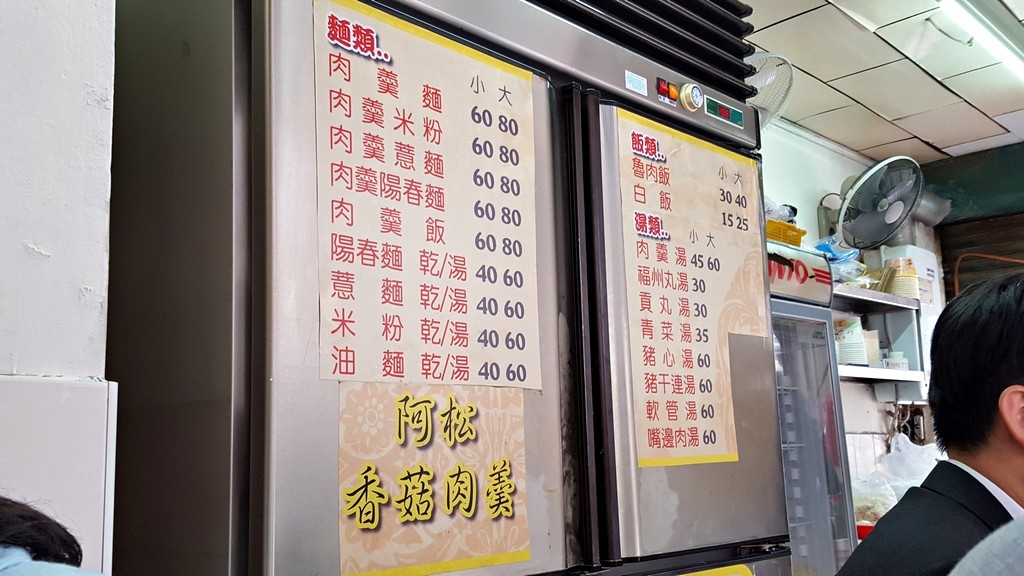 麵類..
小 大
肉羹麵 60 80
肉羹米粉 60 80
肉羹薏麵 60 80
肉羹陽春麵 60 80
肉羹飯 60 80
陽春麵 乾/湯 40 60
薏麵 乾/湯 40 60
米粉 乾/湯 40 60
油麵 乾/湯 40 60
阿松
香菇肉羹
飯類..
小 大
魯肉飯 30 40
白飯 15 25
湯類..
小 大
肉羹湯 45 60
福州丸湯 30
貢丸湯 30
青菜湯 35
豬心湯 60
豬干連湯 60
軟管湯 60
嘴邊肉湯 60